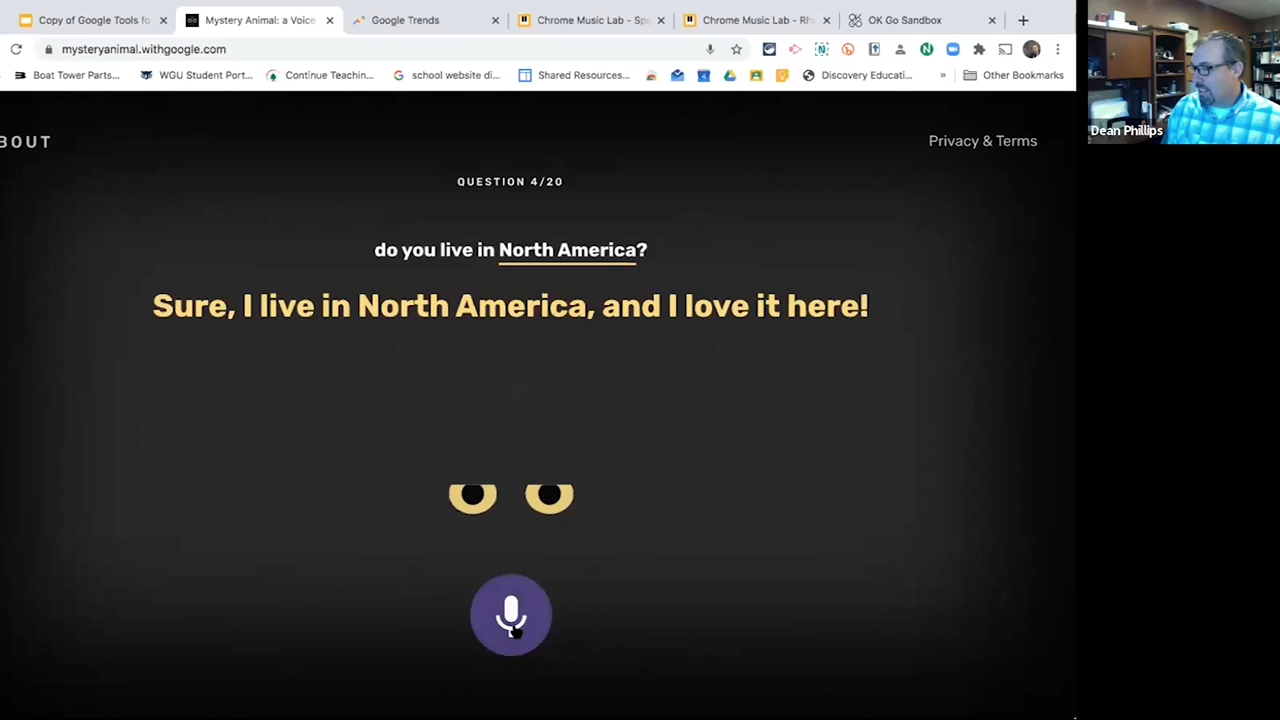 Copy of Google Tools fo
Mystery Animal: a Voice
Google Trends
Chrome Music Lab - Spe
Chrome Music Lab - Rh
OK Go Sandbox
mysteryanimal.withgoogle.com
Boat Tower Parts...
WGU Student Port...
Continue Teachin...
school website di...
Shared Resources...
Discovery Educati...
»
Other Bookmarks
BOUT
Privacy & Terms
Dean Phillips
QUESTION 4/20
do you live in North America?
Sure, I live in North America, and I love it here!